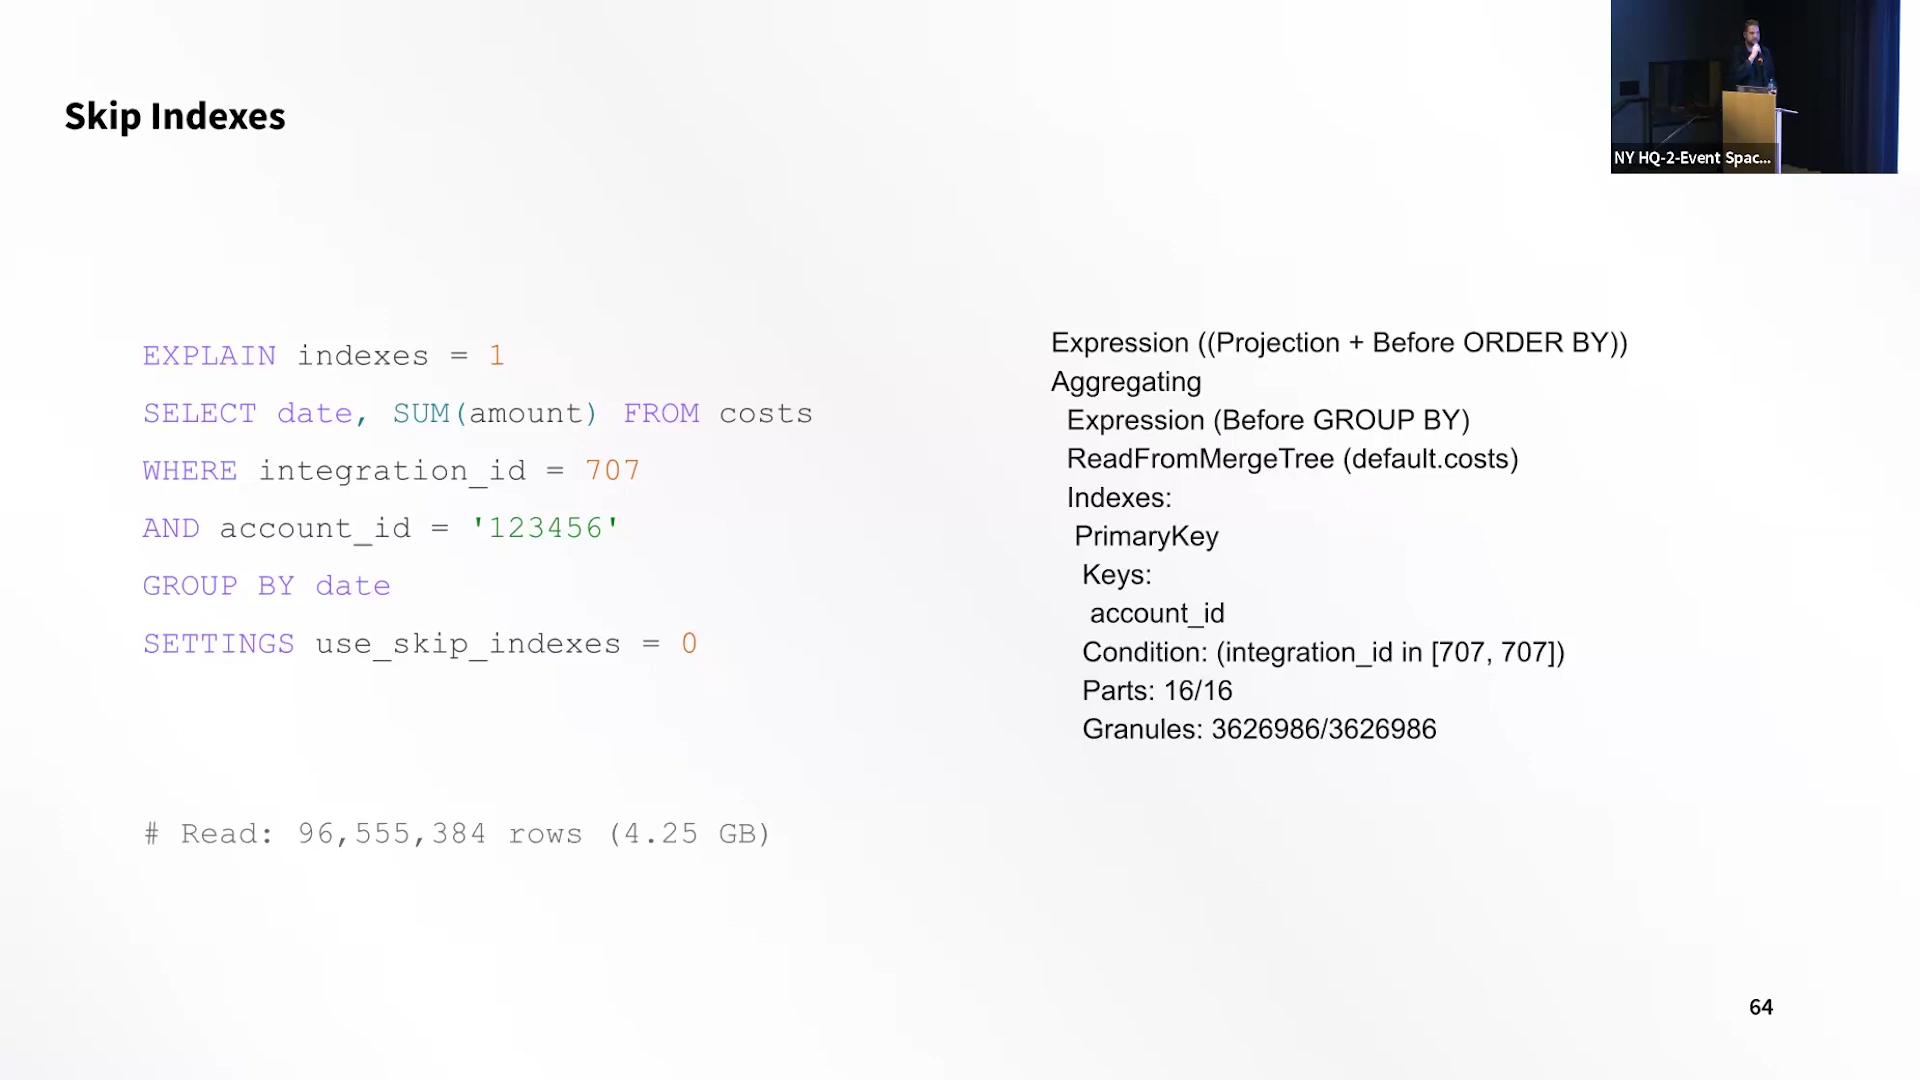 Skip Indexes
NY HQ-2-Event Spac...
EXPLAIN indexes = 1
SELECT date, SUM(amount) FROM costs
WHERE integration_id = 707
AND account_id = '123456'
GROUP BY date
SETTINGS use_skip_indexes = 0
# Read: 96,555,384 rows (4.25 GB)
Expression ((Projection + Before ORDER BY))
Aggregating
Expression (Before GROUP BY)
ReadFromMergeTree (default.costs)
Indexes:
PrimaryKey
Keys:
account_id
Condition: (integration_id in [707, 707])
Parts: 16/16
Granules: 3626986/3626986
64